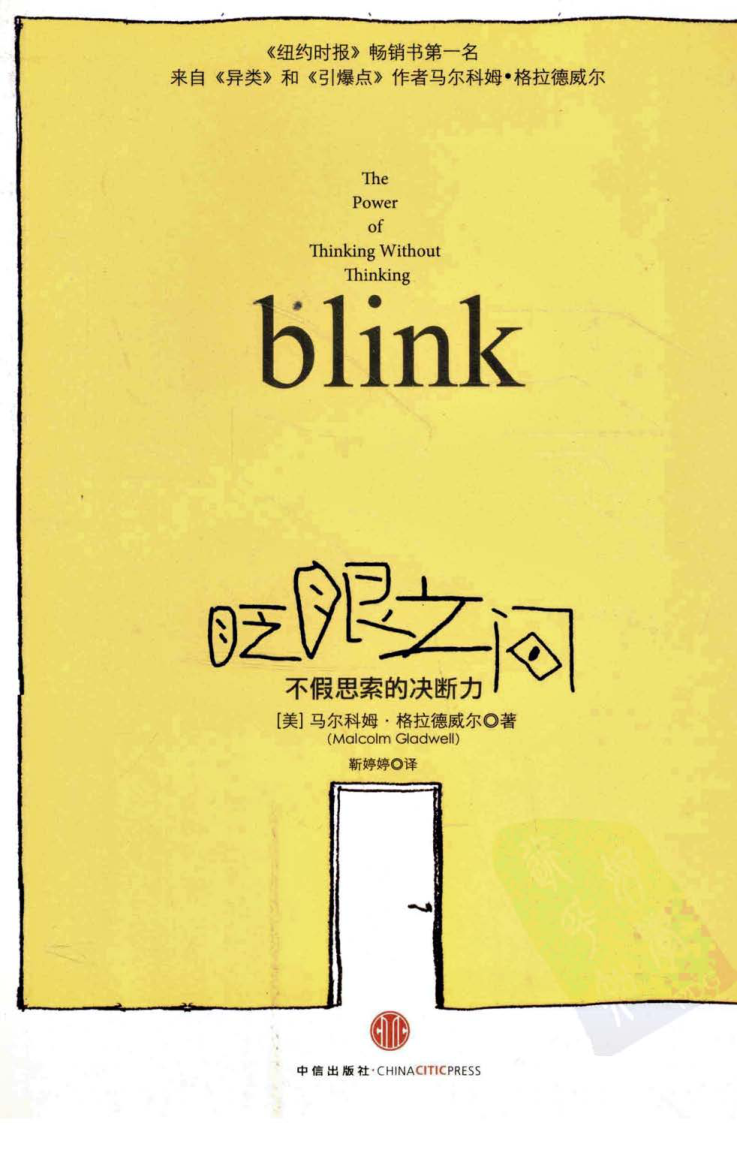 《纽约时报》畅销书第一名
来自《异类》和《引爆点》作者马尔科姆•格拉德威尔
The
Power
of
Thinking Without
Thinking
blink
眨眼之间
不假思索的决断力
[美] 马尔科姆·格拉德威尔◎著
(Malcolm Gladwell)
靳婷婷◎译
中信出版社·CHINACITICPRESS